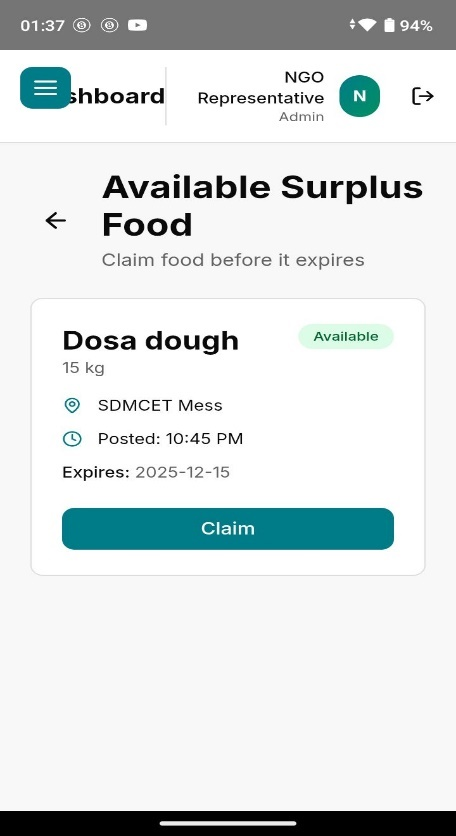 01:37 94%
shboard
NGO
Representative
Admin
N
Available Surplus
Food
Claim food before it expires
Dosa dough
Available
15 kg
SDMCET Mess
Posted: 10:45 PM
Expires: 2025-12-15
Claim